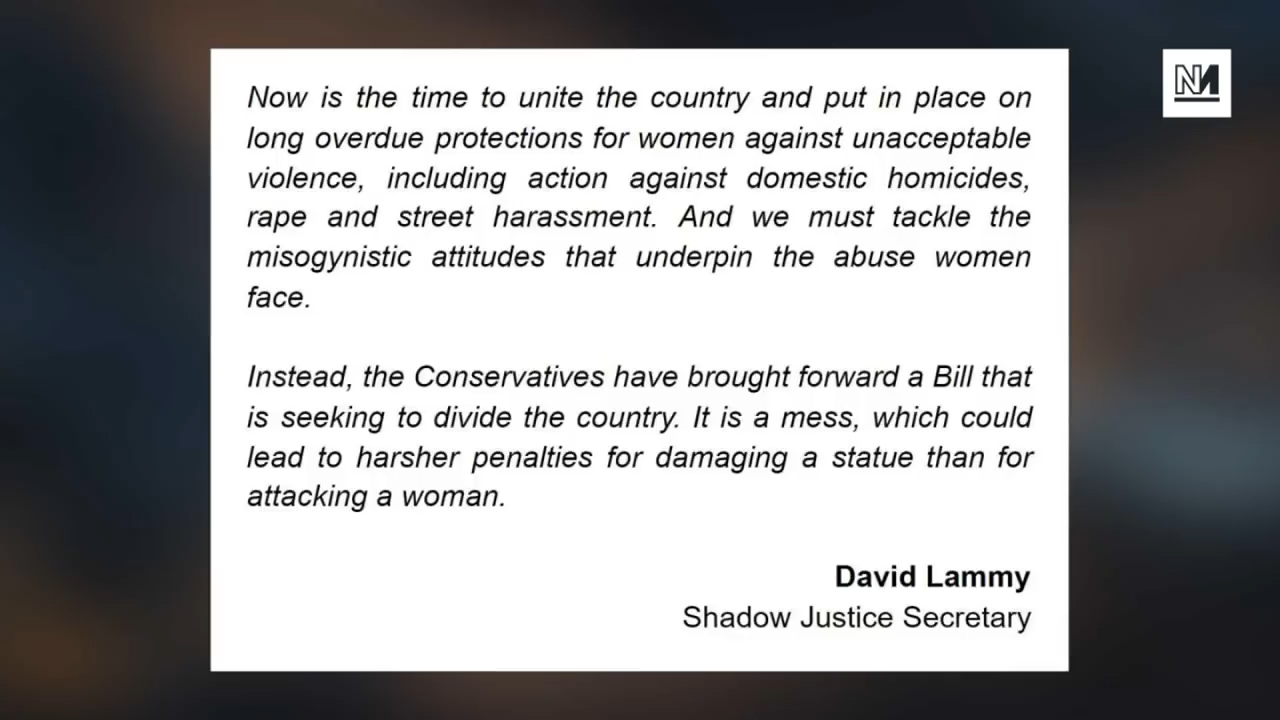 NM
Now is the time to unite the country and put in place on
long overdue protections for women against unacceptable
violence, including action against domestic homicides,
rape and street harassment. And we must tackle the
misogynistic attitudes that underpin the abuse women
face.
Instead, the Conservatives have brought forward a Bill that
is seeking to divide the country. It is a mess, which could
lead to harsher penalties for damaging a statue than for
attacking a woman.
David Lammy
Shadow Justice Secretary